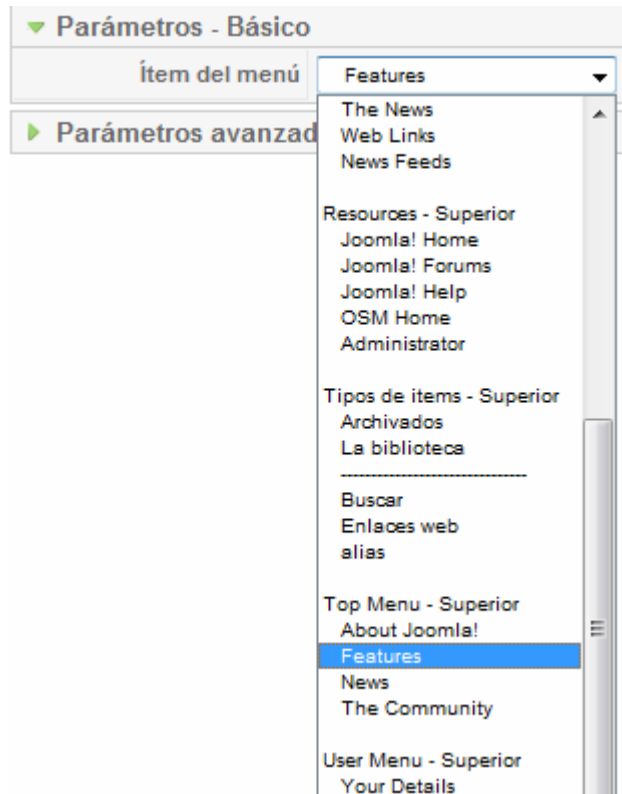 Parámetros - Básico
Ítem del menú Features
The News
Parámetros avanzad
Web Links
News Feeds
Resources - Superior
Joomla! Home
Joomla! Forums
Joomla! Help
OSM Home
Administrator
Tipos de items - Superior
Archivados
La biblioteca
-------------------------------
Buscar
Enlaces web
alias
Top Menu - Superior
About Joomla!
Features
News
The Community
User Menu - Superior
Your Details